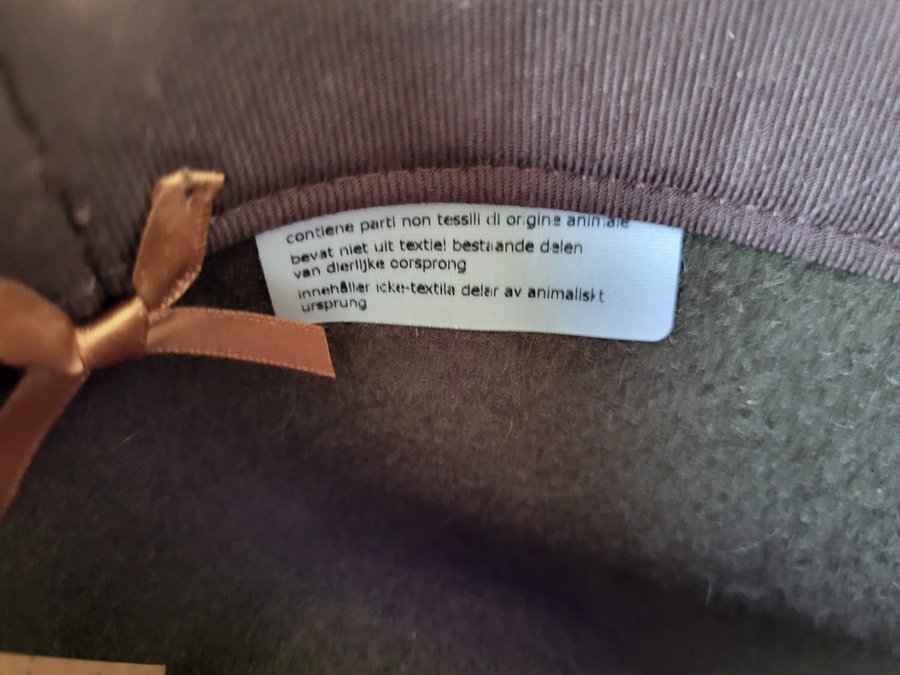 contiene parti non tessili di origine animale
bevat niet uit textiel bestaande delen
van dierlijke oorsprong
innehåller icke-textila delar av animaliskt
ursprung